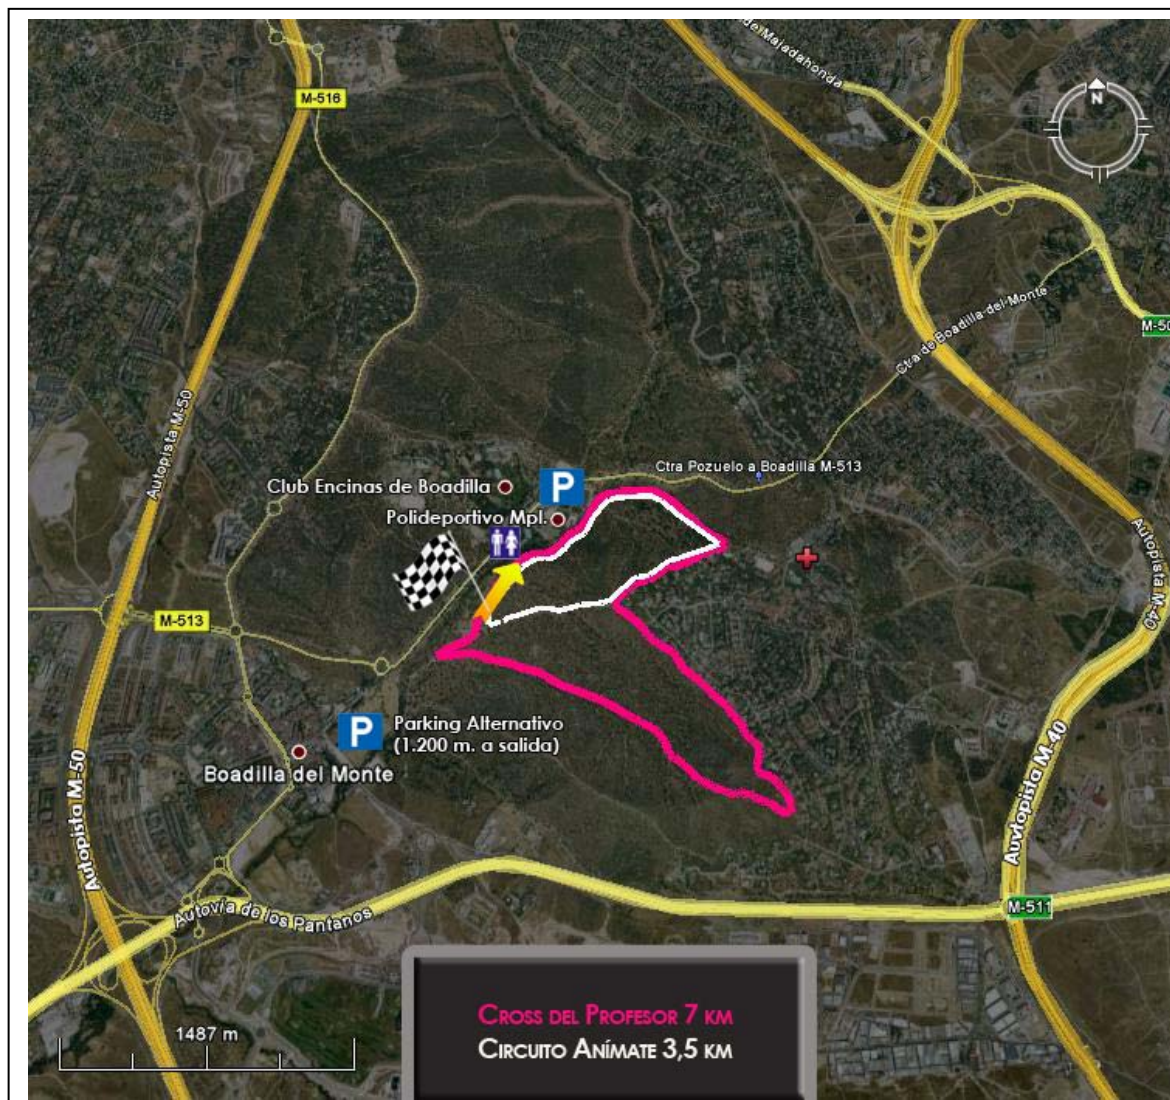 de Majadahonda
M-516
N
M-50
Ctra de Boadilla del Monte
Autopista M-50
Ctra Pozuelo a Boadilla M-513
Club Encinas de Boadilla
P
Polideportivo Mpl.
Autopista M-40
M-513
P
Parking Alternativo
(1.200 m. a salida)
Boadilla del Monte
Autopista M-50
Auvtopista M-40
Autovía de los Pantanos
M-511
CROSS DEL PROFESOR 7 KM
CIRCUITO ANÍMATE 3,5 KM
1487 m